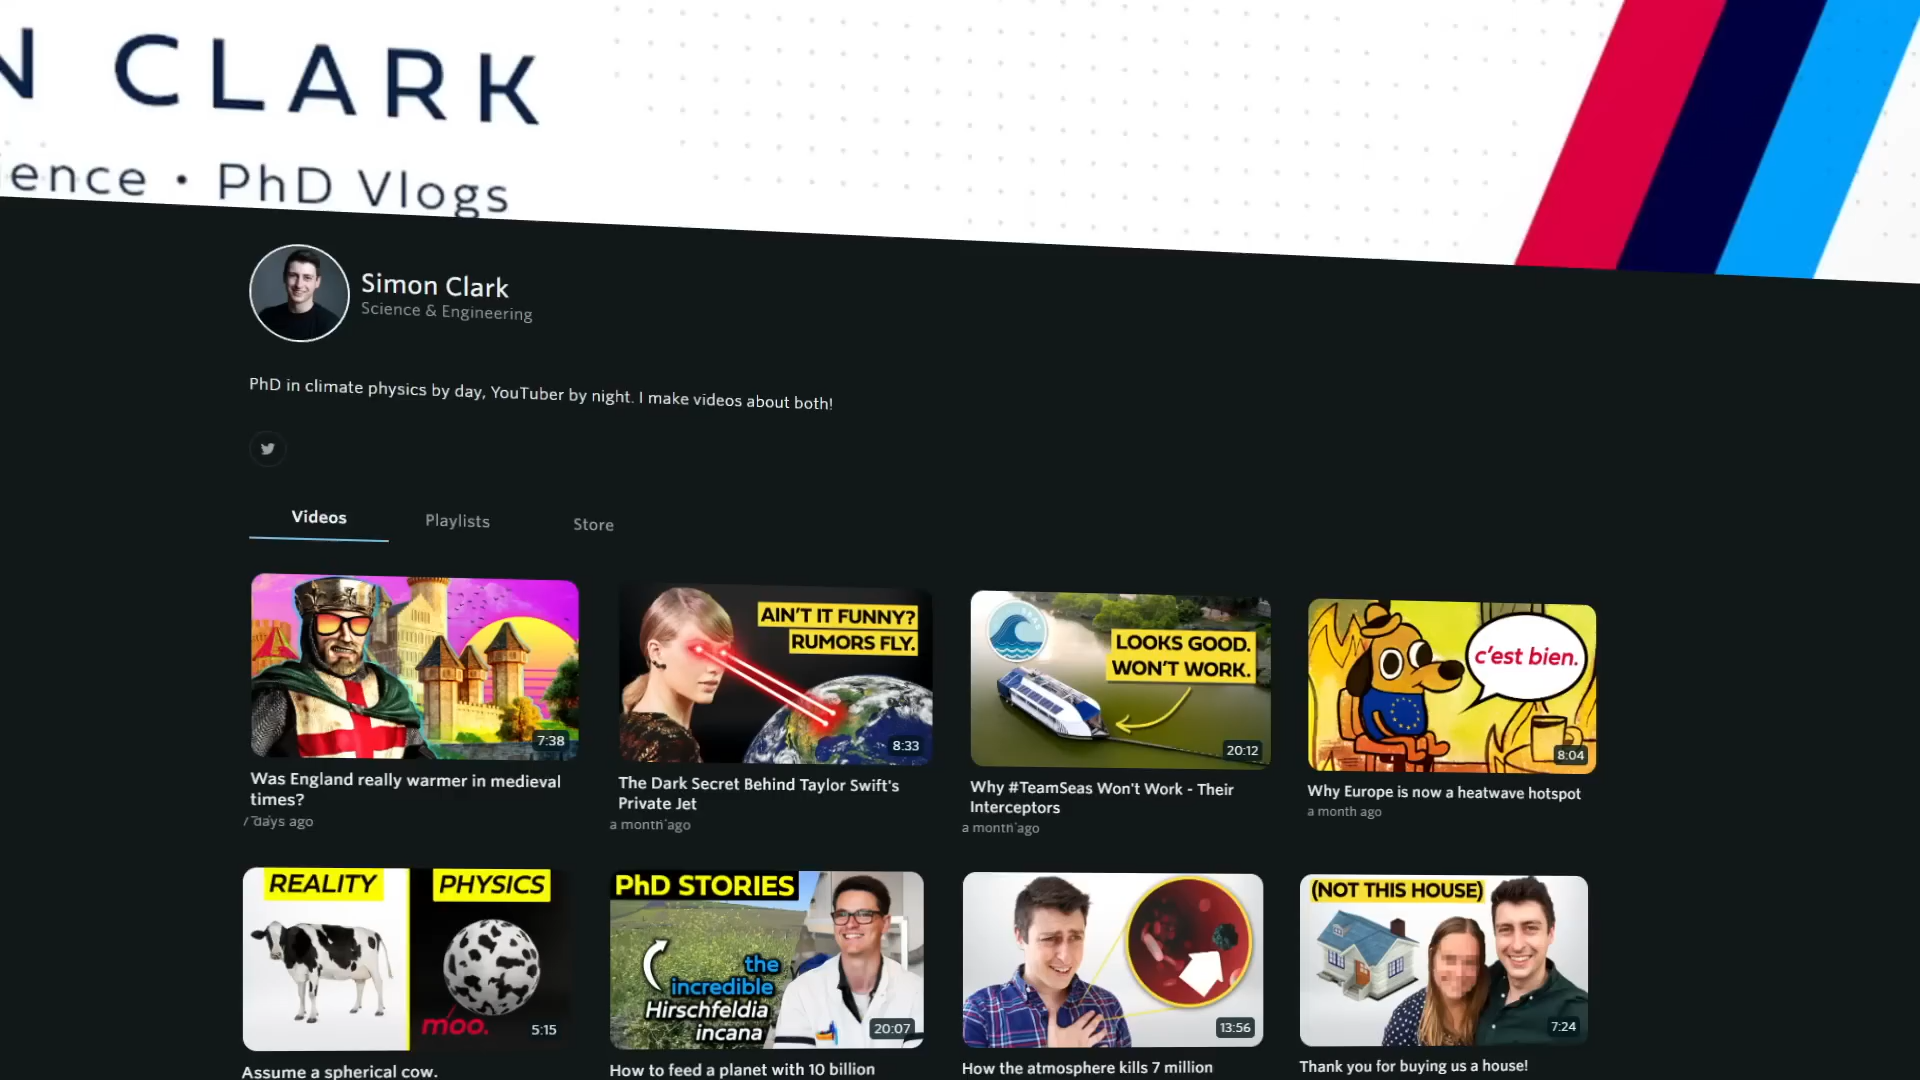 N CLARK
ience • PhD Vlogs
Simon Clark
Science & Engineering
PhD in climate physics by day, YouTuber by night. I make videos about both!
Videos Playlists Store
AIN'T IT FUNNY?
RUMORS FLY.
LOOKS GOOD.
WON'T WORK.
c'est bien.
7:38
8:33
20:12
8:04
Was England really warmer in medieval
times?
7 days ago
The Dark Secret Behind Taylor Swift's
Private Jet
a month ago
Why #TeamSeas Won't Work - Their
Interceptors
a month ago
Why Europe is now a heatwave hotspot
a month ago
REALITY PHYSICS
moo.
5:15
PhD STORIES
the
incredible
Hirschfeldia
incana
20:07
13:56
(NOT THIS HOUSE)
7:24
Assume a spherical cow.
How to feed a planet with 10 billion
How the atmosphere kills 7 million
Thank you for buying us a house!